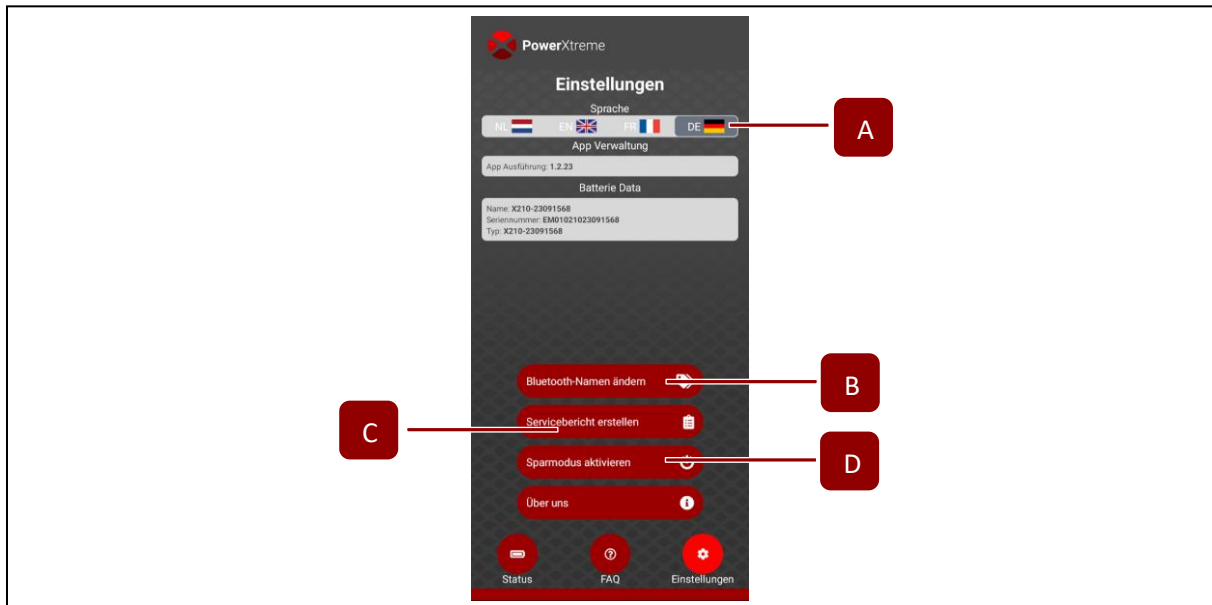 PowerXtreme
Einstellungen
Sprache
NL EN FR DE
A
App Verwaltung
App Ausführung: 1.2.23
Batterie Data
Name: X210-23091568
Seriennummer: EM01021023091568
Typ: X210-23091568
Bluetooth-Namen ändern
B
Servicebericht erstellen
C
Sparmodus aktivieren
D
Über uns
Status FAQ Einstellungen